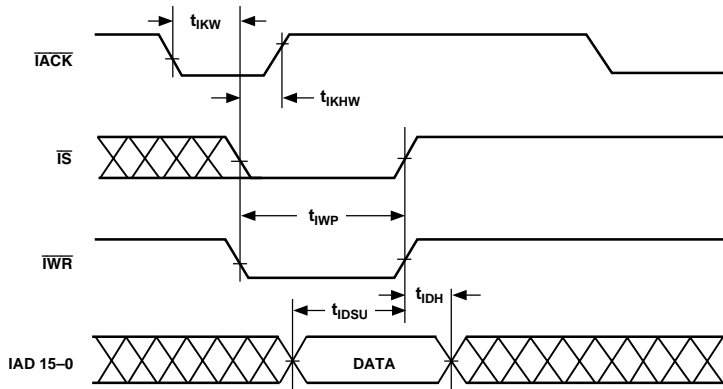 tIKW
IACK
tIKHW
IS
tIWP
IWR
tIDSU
tIDH
IAD 15–0
DATA